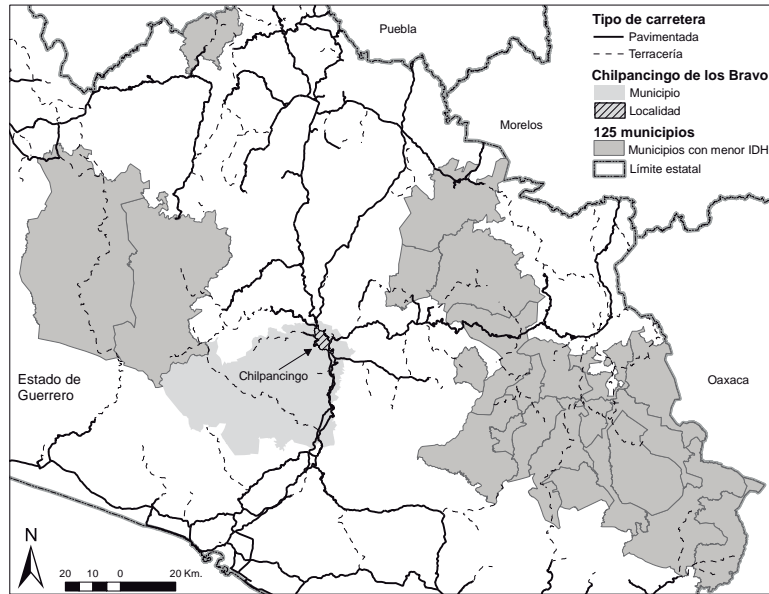 Puebla
Morelos
Oaxaca
Estado de
Guerrero
Chilpancingo
Tipo de carretera
Pavimentada
Terracería
Chilpancingo de los Bravo
Municipio
Localidad
125 municipios
Municipios con menor IDH
Límite estatal
N
20 10 0 20 Km.